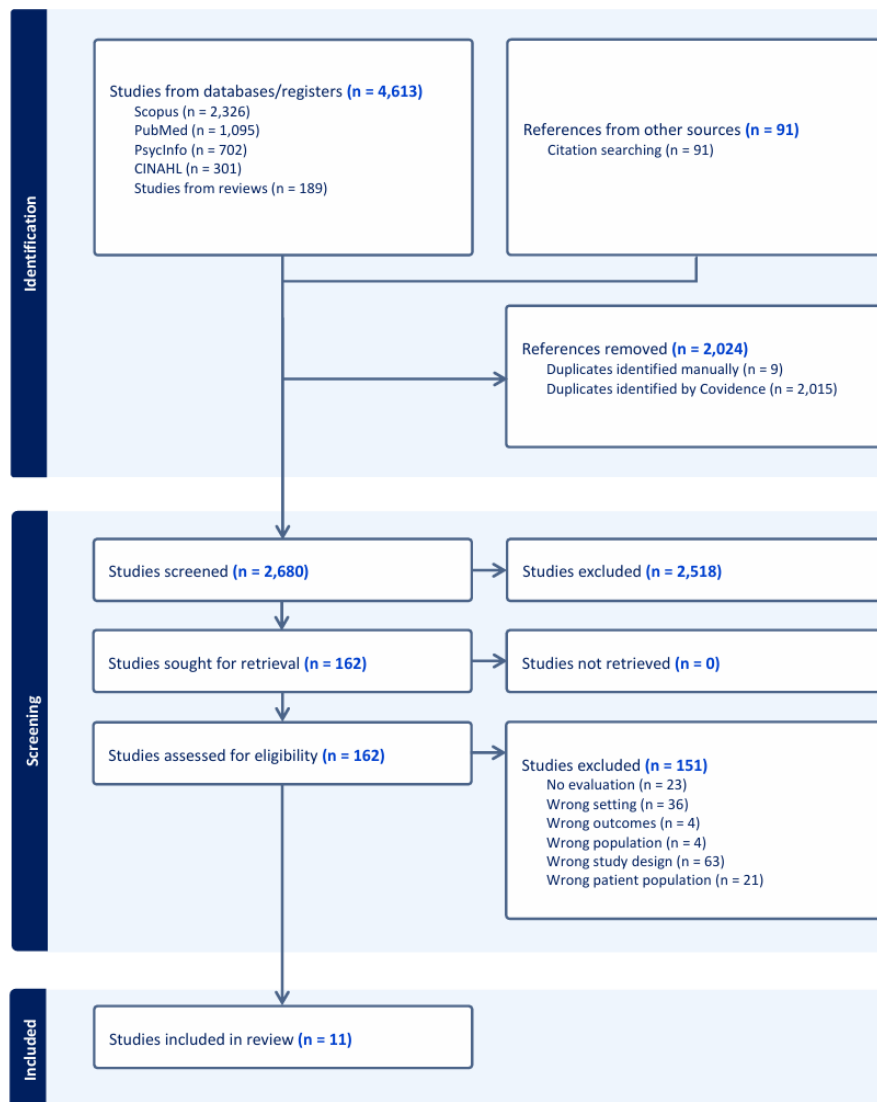 Identification
Studies from databases/registers (n = 4,613)
Scopus (n = 2,326)
PubMed (n = 1,095)
PsycInfo (n = 702)
CINAHL (n = 301)
Studies from reviews (n = 189)
References from other sources (n = 91)
Citation searching (n = 91)
References removed (n = 2,024)
Duplicates identified manually (n = 9)
Duplicates identified by Covidence (n = 2,015)
Screening
Studies screened (n = 2,680)
Studies excluded (n = 2,518)
Studies sought for retrieval (n = 162)
Studies not retrieved (n = 0)
Studies assessed for eligibility (n = 162)
Studies excluded (n = 151)
No evaluation (n = 23)
Wrong setting (n = 36)
Wrong outcomes (n = 4)
Wrong population (n = 4)
Wrong study design (n = 63)
Wrong patient population (n = 21)
Included
Studies included in review (n = 11)